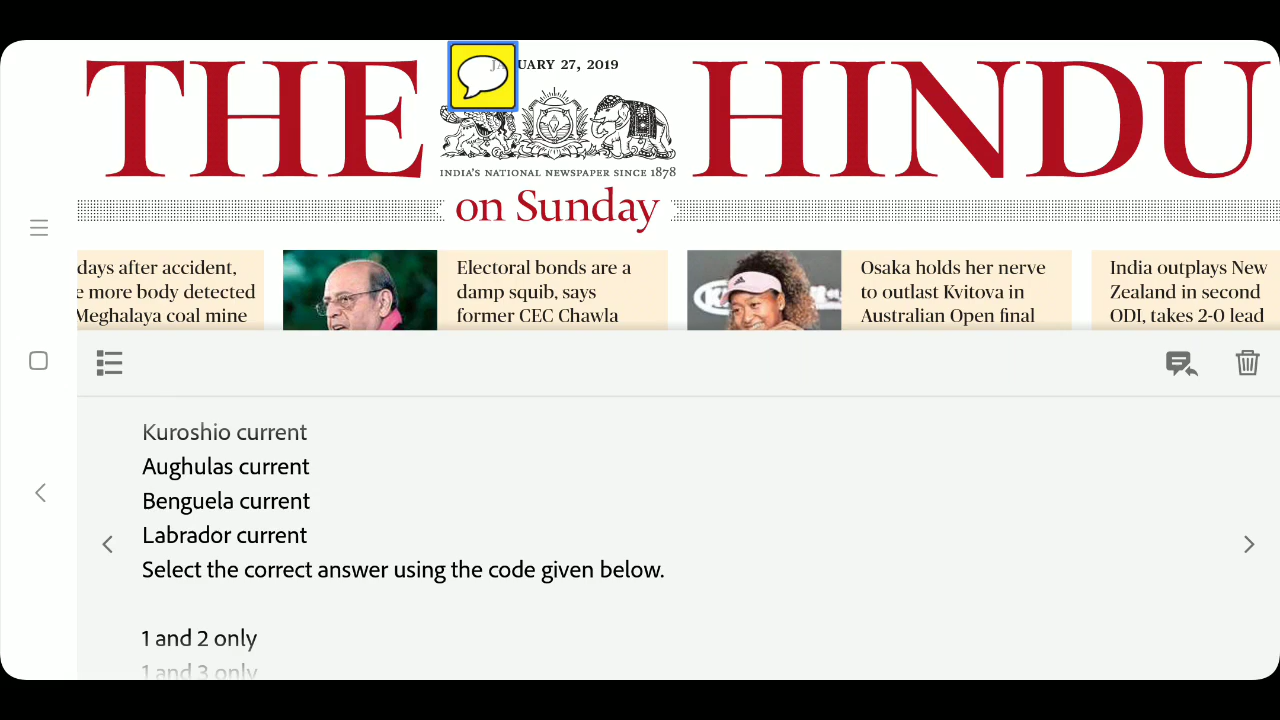 THE HINDU
JANUARY 27, 2019
INDIA'S NATIONAL NEWSPAPER SINCE 1878
on Sunday
days after accident,
e more body detected
Meghalaya coal mine
Electoral bonds are a
damp squib, says
former CEC Chawla
Osaka holds her nerve
to outlast Kvitova in
Australian Open final
India outplays New
Zealand in second
ODI, takes 2-0 lead
Kuroshio current
Aughulas current
Benguela current
Labrador current
Select the correct answer using the code given below.
1 and 2 only
1 and 3 only